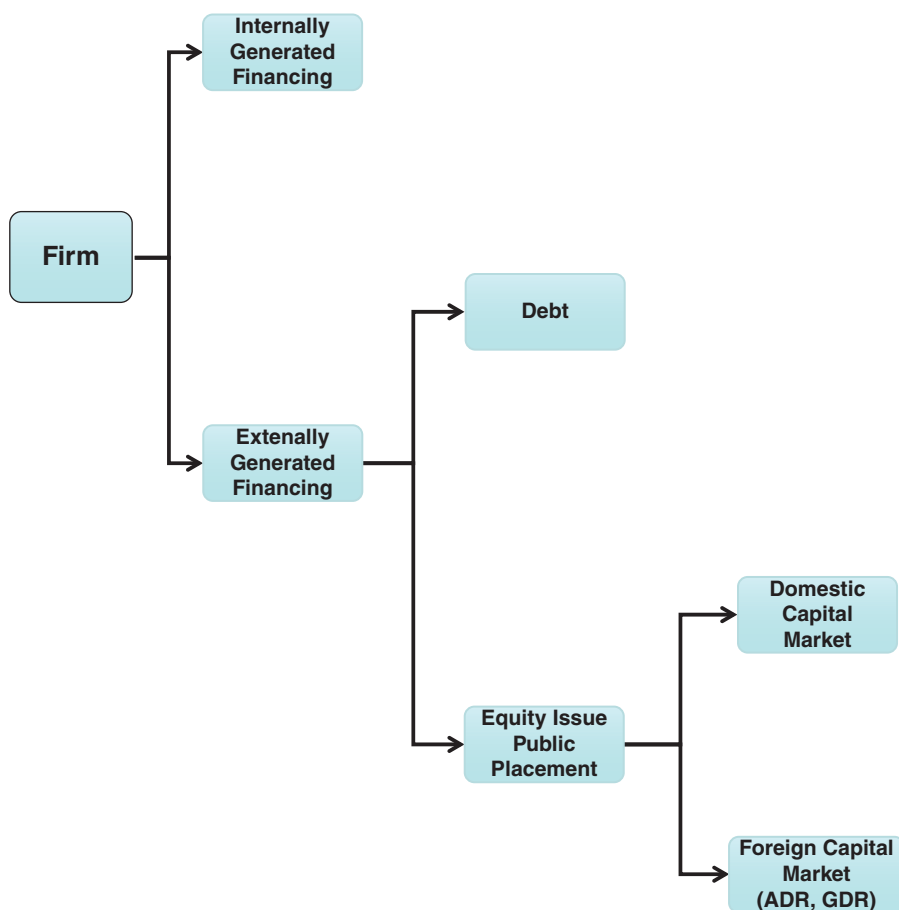 Internally
Generated
Financing
Firm
Debt
Extenally
Generated
Financing
Domestic
Capital
Market
Equity Issue
Public
Placement
Foreign Capital
Market
(ADR, GDR)